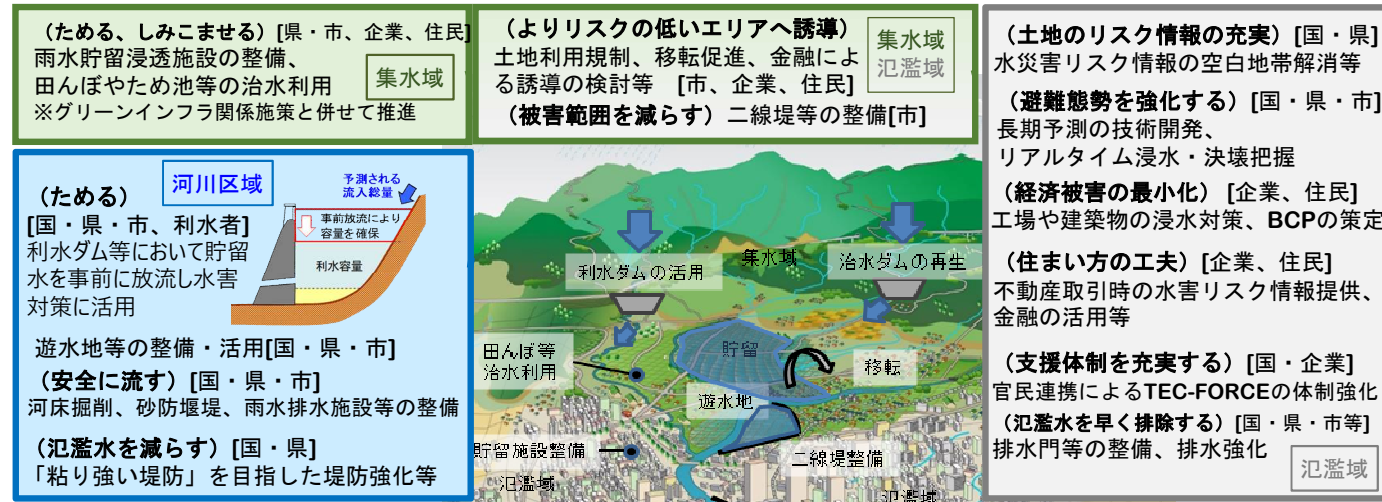 （ためる、しみこませる）[県・市、企業、住民]
雨水貯留浸透施設の整備、
田んぼやため池等の治水利用
※グリーンインフラ関係施策と併せて推進
集水域
（よりリスクの低いエリアへ誘導）
土地利用規制、移転促進、金融によ
る誘導の検討等 [市、企業、住民]
（被害範囲を減らす）二線堤等の整備[市]
集水域
氾濫域
河川区域
（ためる）
[国・県・市、利水者]
利水ダム等において貯留
水を事前に放流し水害
対策に活用
予測される
流入総量
事前放流により
容量を確保
利水容量
遊水地等の整備・活用[国・県・市]
（安全に流す）[国・県・市]
河床掘削、砂防堰堤、雨水排水施設等の整備
（氾濫水を減らす）[国・県]
「粘り強い堤防」を目指した堤防強化等
集水域
利水ダムの活用
治水ダムの再生
田んぼ等
治水利用
貯留
移転
遊水地
貯留施設整備
二線堤整備
氾濫域
氾濫域
（土地のリスク情報の充実）[国・県]
水災害リスク情報の空白地帯解消等
（避難態勢を強化する）[国・県・市]
長期予測の技術開発、
リアルタイム浸水・決壊把握
（経済被害の最小化）[企業、住民]
工場や建築物の浸水対策、BCPの策定
（住まい方の工夫）[企業、住民]
不動産取引時の水害リスク情報提供、
金融の活用等
（支援体制を充実する）[国・企業]
官民連携によるTEC-FORCEの体制強化
（氾濫水を早く排除する）[国・県・市等]
排水門等の整備、排水強化
氾濫域